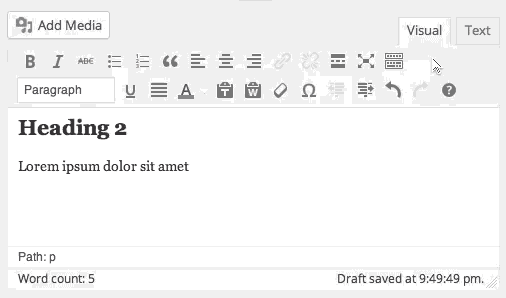 Add Media
Visual Text
B I ABC
Paragraph U A T W Ω ?
Heading 2
Lorem ipsum dolor sit amet
Path: p
Word count: 5 Draft saved at 9:49:49 pm.